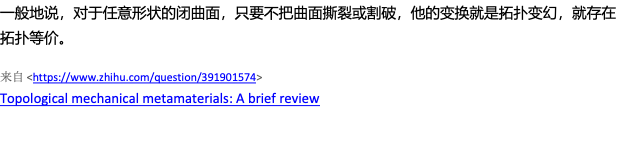 一般地说，对于任意形状的闭曲面，只要不把曲面撕裂或割破，他的变换就是拓扑变幻，就存在
拓扑等价。
来自 <https://www.zhihu.com/question/391901574>
Topological mechanical metamaterials: A brief review